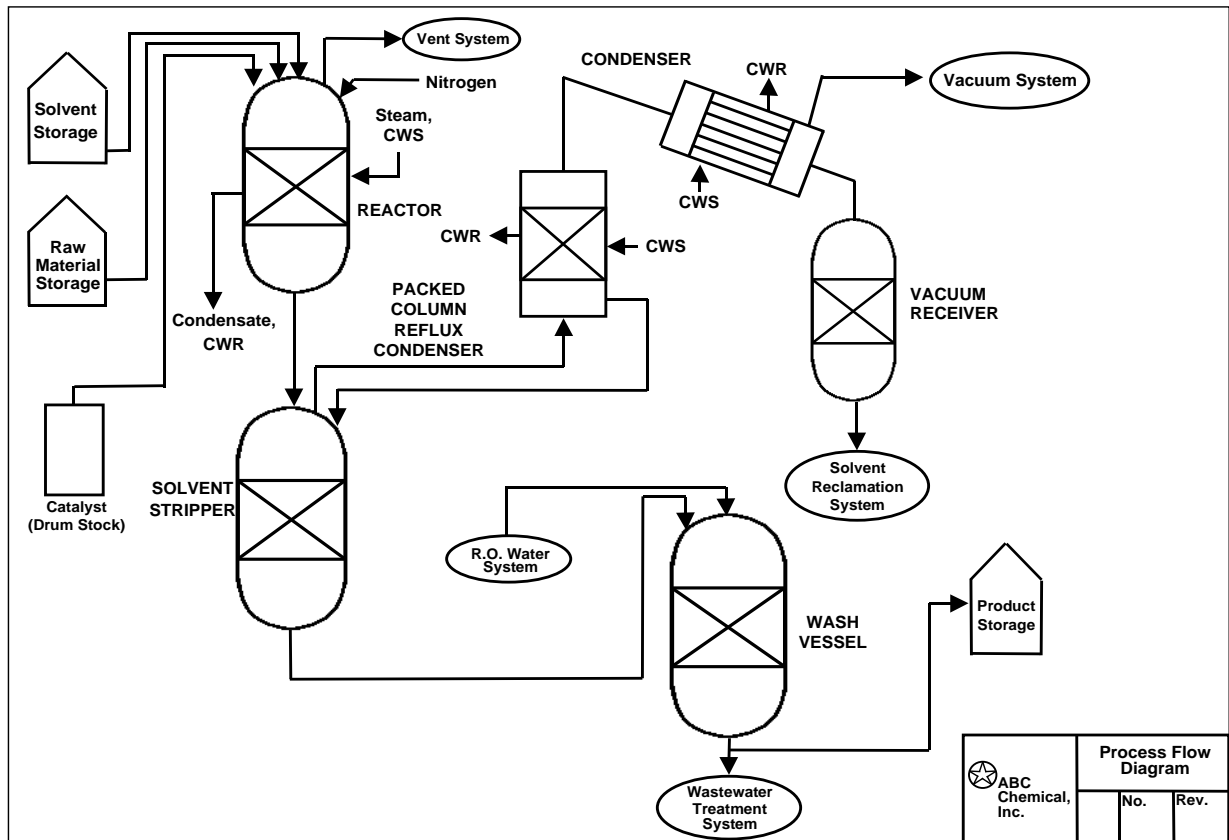 Vent System
Nitrogen
Solvent
Storage
Steam,
CWS
REACTOR
Raw
Material
Storage
Condensate,
CWR
Catalyst
(Drum Stock)
CONDENSER
CWR
Vacuum System
CWS
CWR
CWS
PACKED
COLUMN
REFLUX
CONDENSER
VACUUM
RECEIVER
Solvent
Reclamation
System
SOLVENT
STRIPPER
R.O. Water
System
WASH
VESSEL
Product
Storage
Wastewater
Treatment
System
ABC
Chemical,
Inc.
Process Flow
Diagram
No.
Rev.